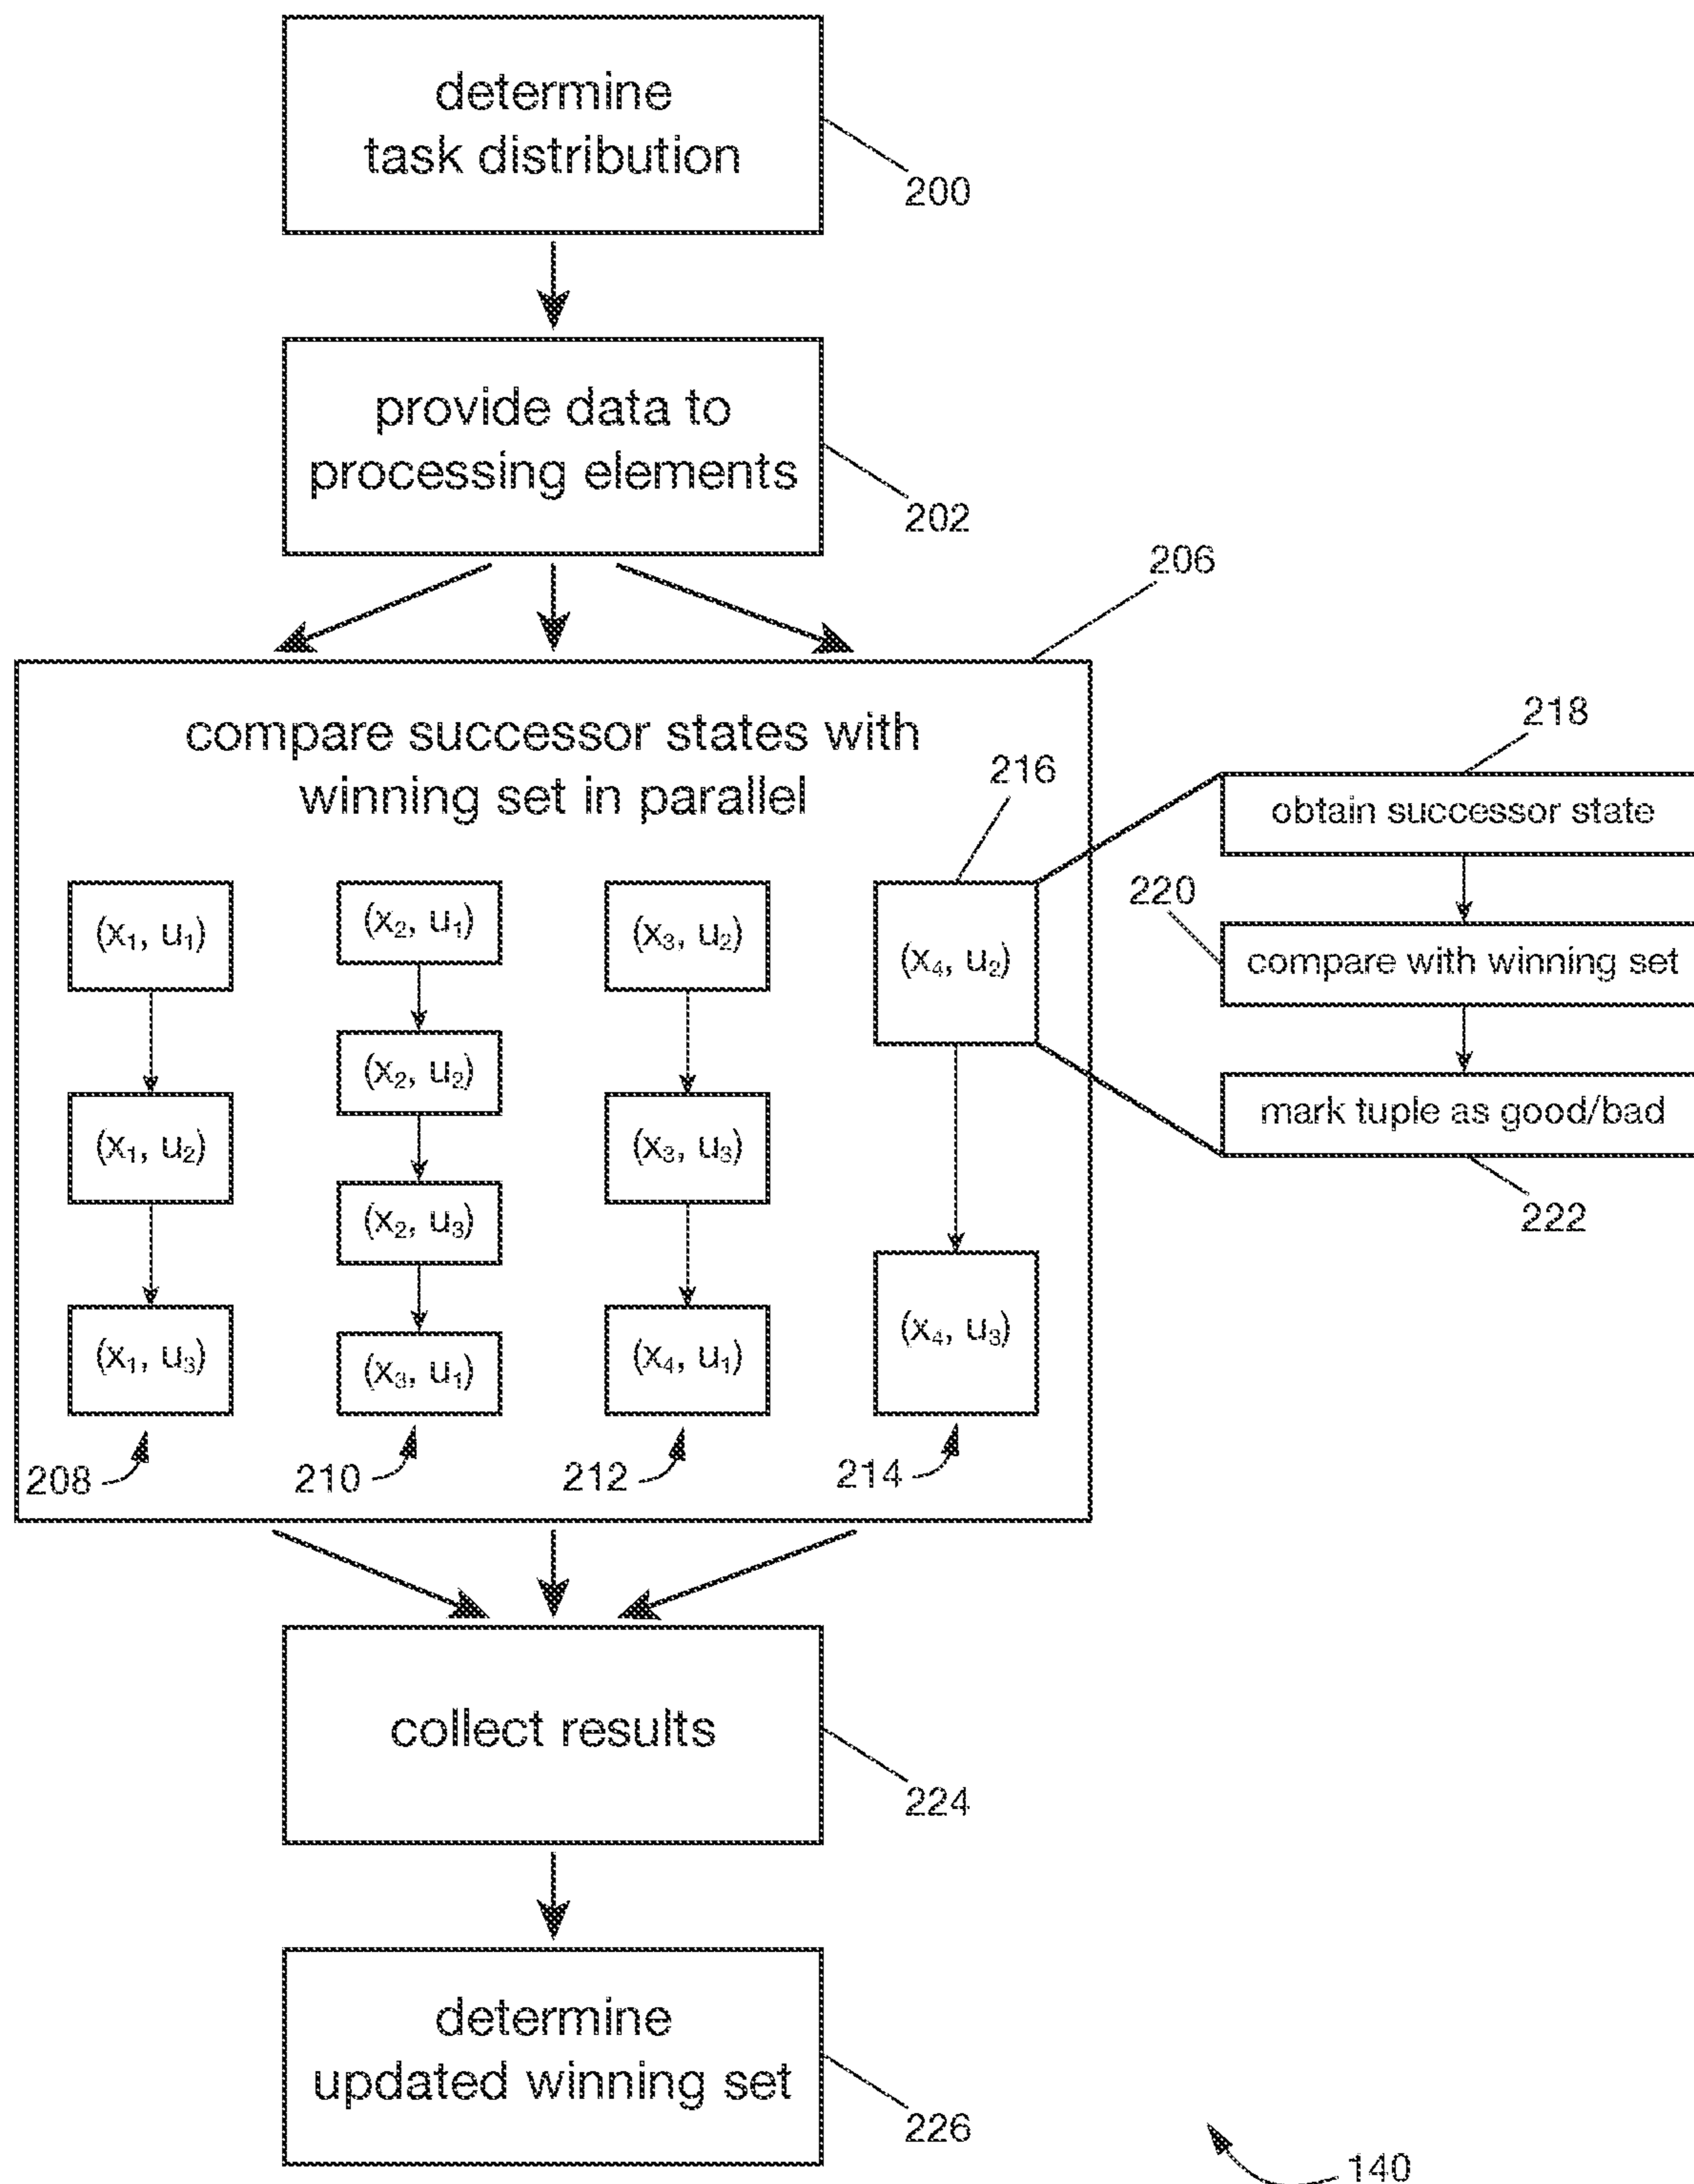 determine
task distribution
200
provide data to
processing elements
202
206
compare successor states with
winning set in parallel
216
218
obtain successor state
220
compare with winning set
mark tuple as good/bad
222
(x₁, u₁)
(x₁, u₂)
(x₁, u₃)
208
(x₂, u₁)
(x₂, u₂)
(x₂, u₃)
(x₃, u₁)
210
(x₃, u₂)
(x₃, u₃)
(x₄, u₁)
212
(x₄, u₂)
(x₄, u₃)
214
collect results
224
determine
updated winning set
226
140